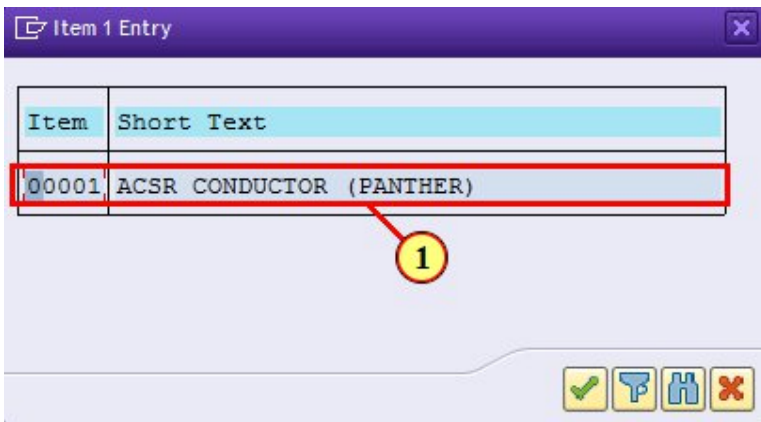 Item 1 Entry
Item Short Text
00001 ACSR CONDUCTOR (PANTHER)
1